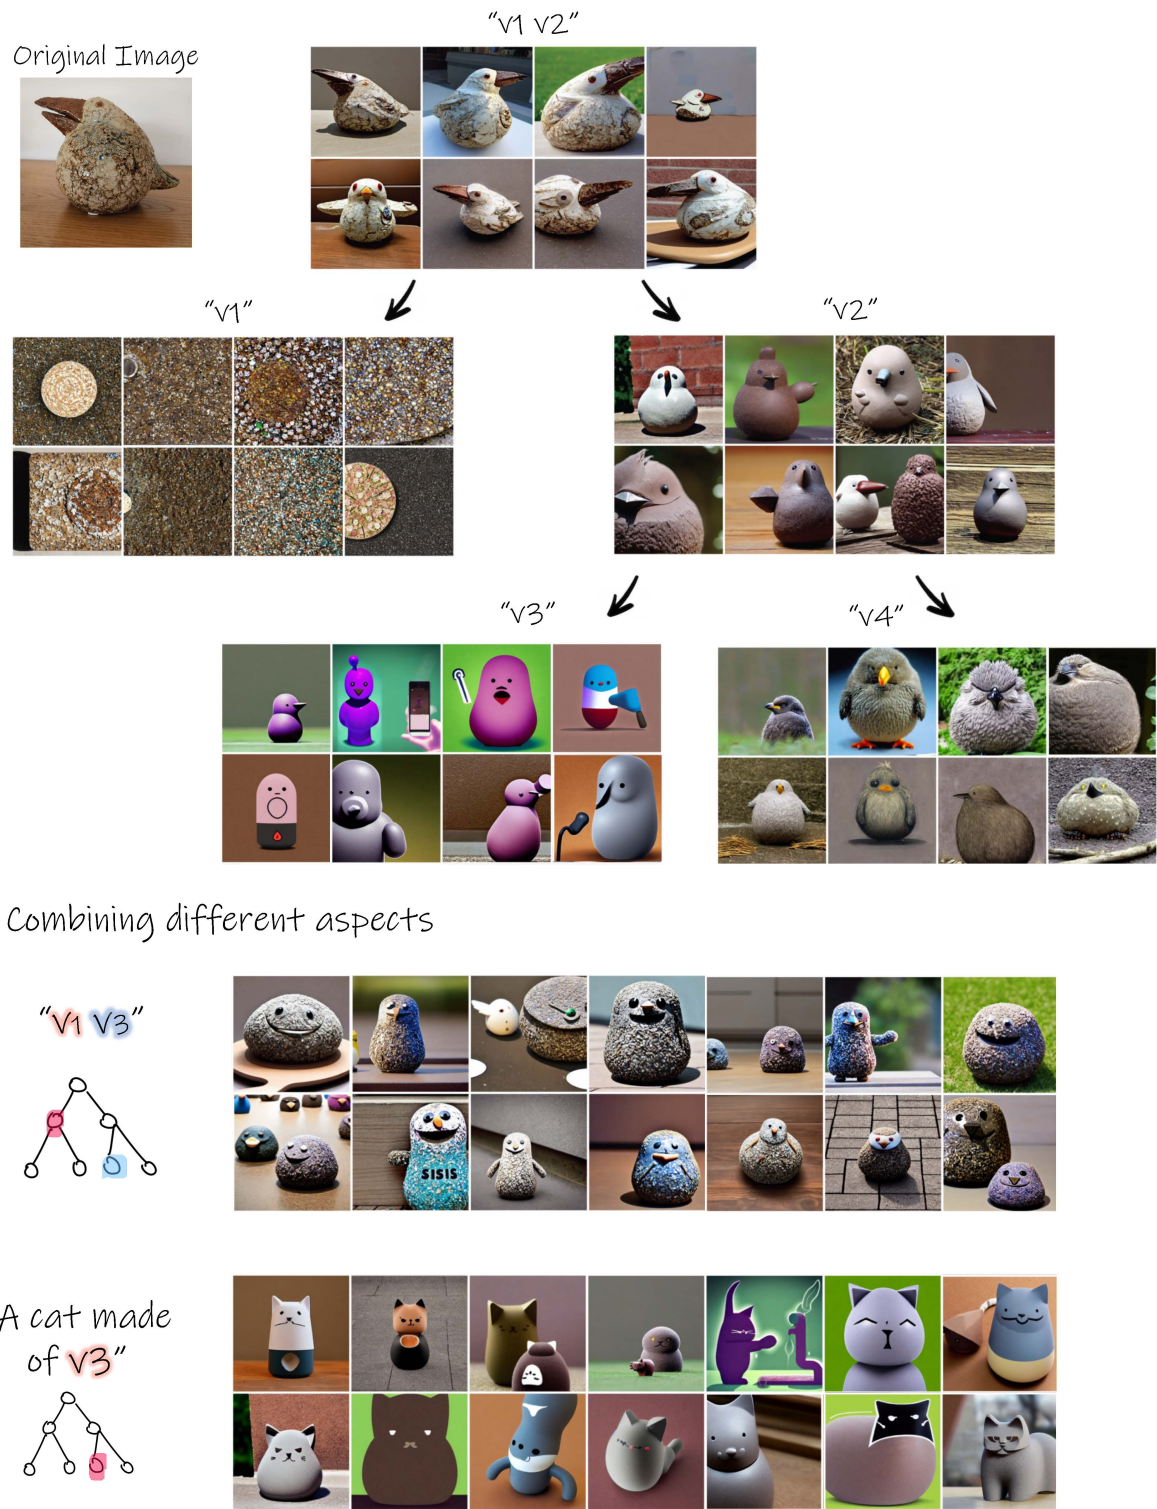 Original Image
"v1 v2"
"v1"
"v2"
"v3"
"v4"
Combining different aspects
"v1 v3"
SISIS
A cat made
of v3"